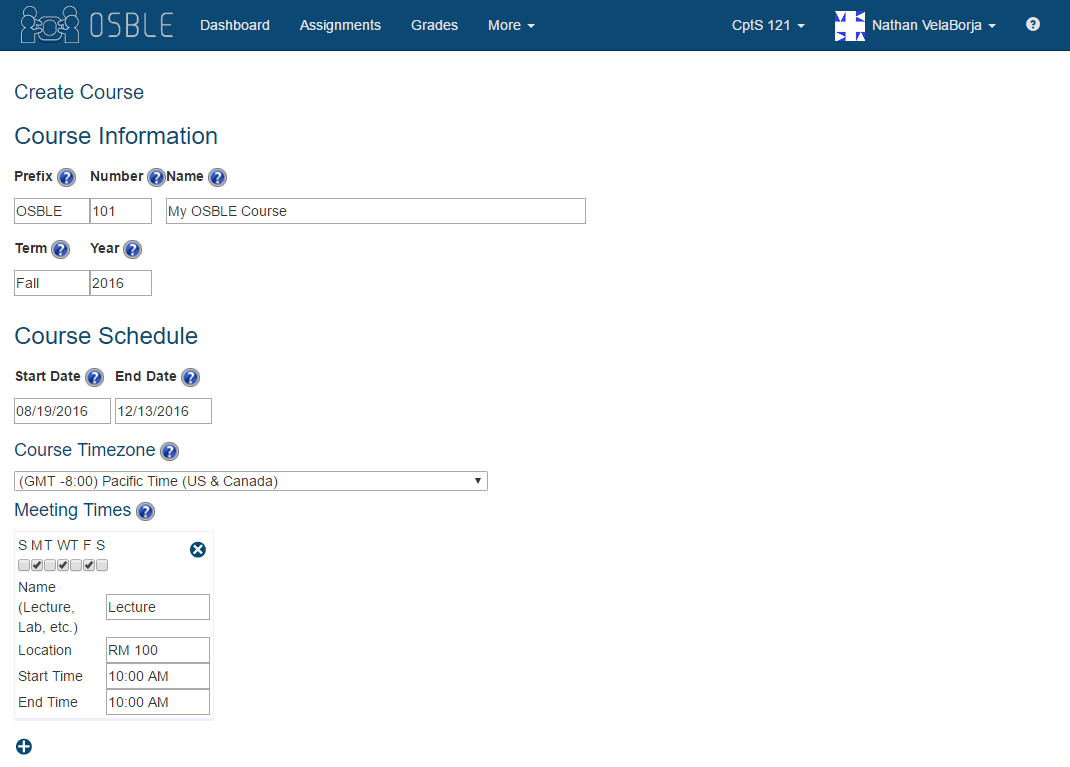 OSBLE Dashboard Assignments Grades More CptS 121 Nathan VelaBorja ?
Create Course
Course Information
Prefix ? Number ? Name ?
OSBLE 101 My OSBLE Course
Term ? Year ?
Fall 2016
Course Schedule
Start Date ? End Date ?
08/19/2016 12/13/2016
Course Timezone ?
(GMT -8:00) Pacific Time (US & Canada)
Meeting Times ?
S M T W T F S
Name
(Lecture, Lecture
Lab, etc.)
Location RM 100
Start Time 10:00 AM
End Time 10:00 AM